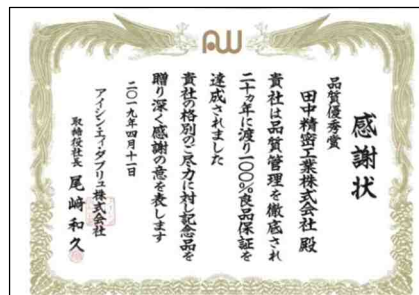 AW
感謝状
品質優秀賞
田中精密工業株式会社 殿
貴社は品質管理を徹底され
二十ヶ年に渡り一〇〇%良品保証を
達成されました
貴社の格別のご尽力に対し記念品を
贈り深く感謝の意を表します
二〇一九年四月十一日
アイシン・エィ・ダブリュ株式会社
取締役社長 尾﨑和久